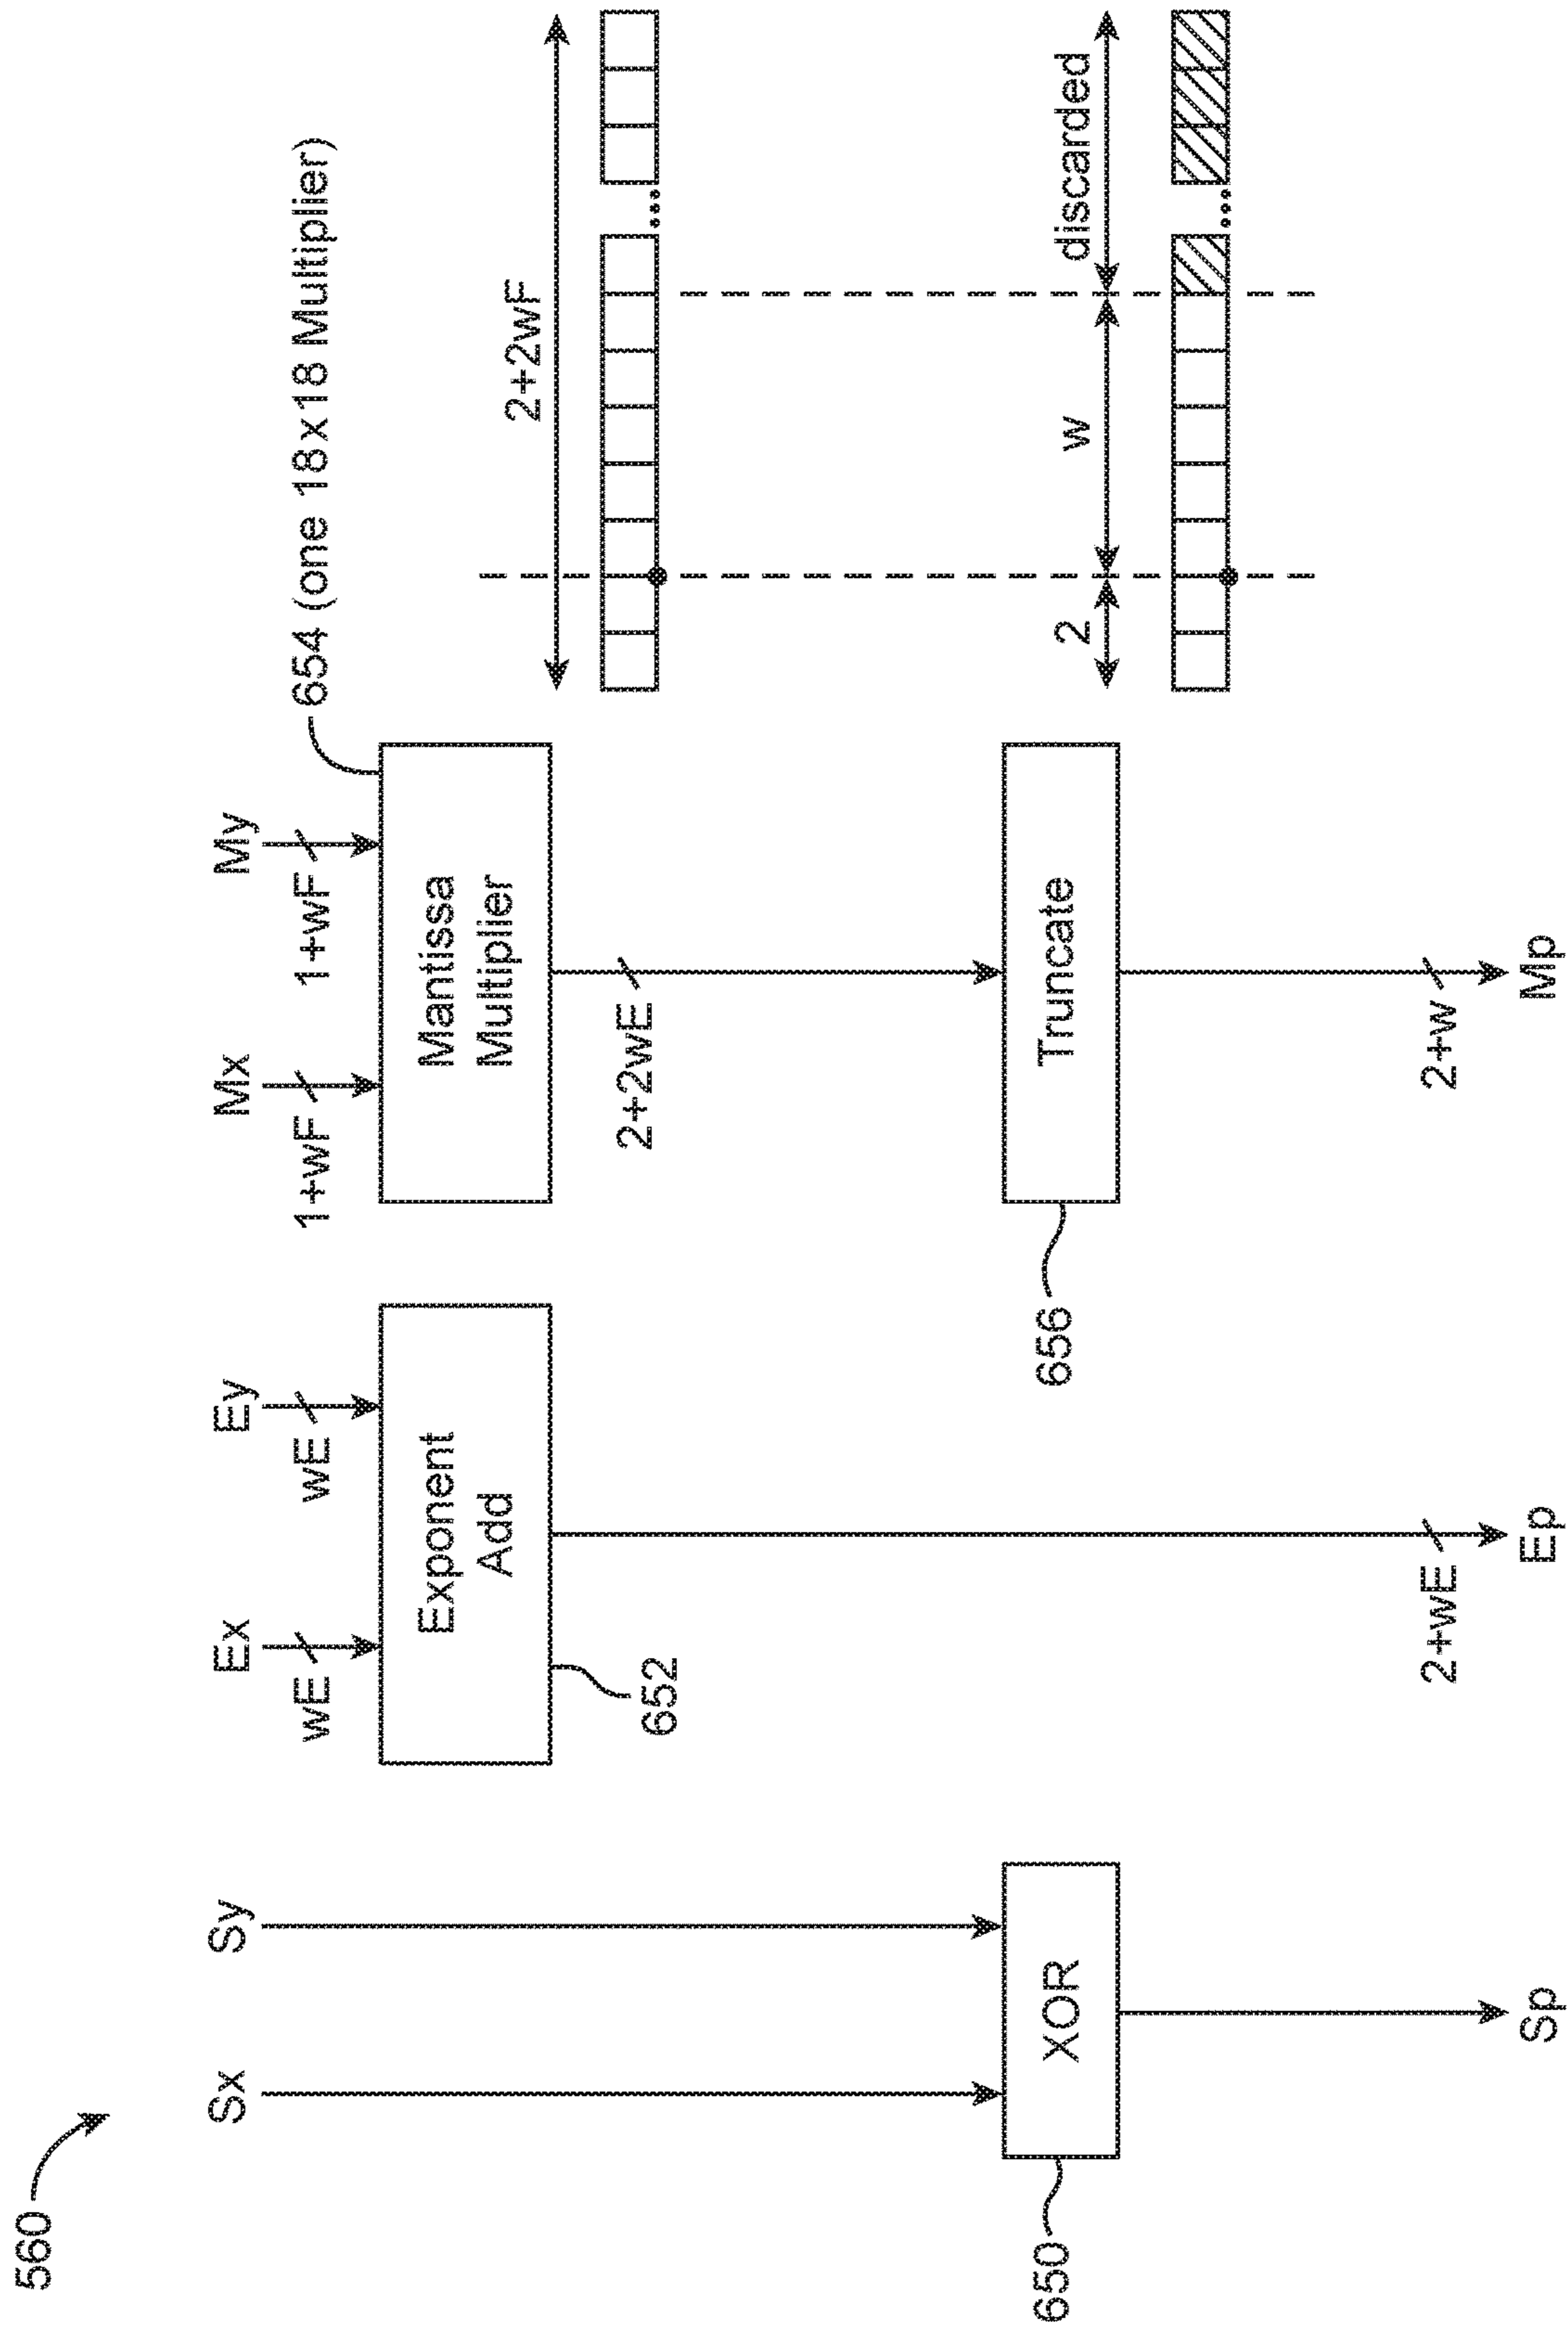 560
Sx
Sy
Ex
Ey
Mx
My
wE
wE
1+wF
1+wF
654 (one 18x18 Multiplier)
Exponent
Add
652
Mantissa
Multiplier
2+2wF
2+2wE
XOR
650
Truncate
656
2
w
discarded
...
...
2+wE
2+w
Sp
Ep
Mp